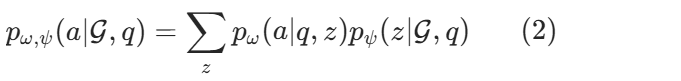 p_{ω,ψ}(a|𝒢, q) = ∑_z p_ω(a|q, z)p_ψ(z|𝒢, q) (2)